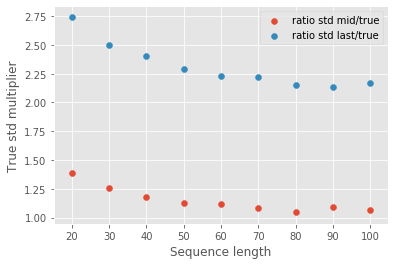 2.75
2.50
2.25
2.00
1.75
1.50
1.25
1.00
True std multiplier
ratio std mid/true
ratio std last/true
20 30 40 50 60 70 80 90 100
Sequence length